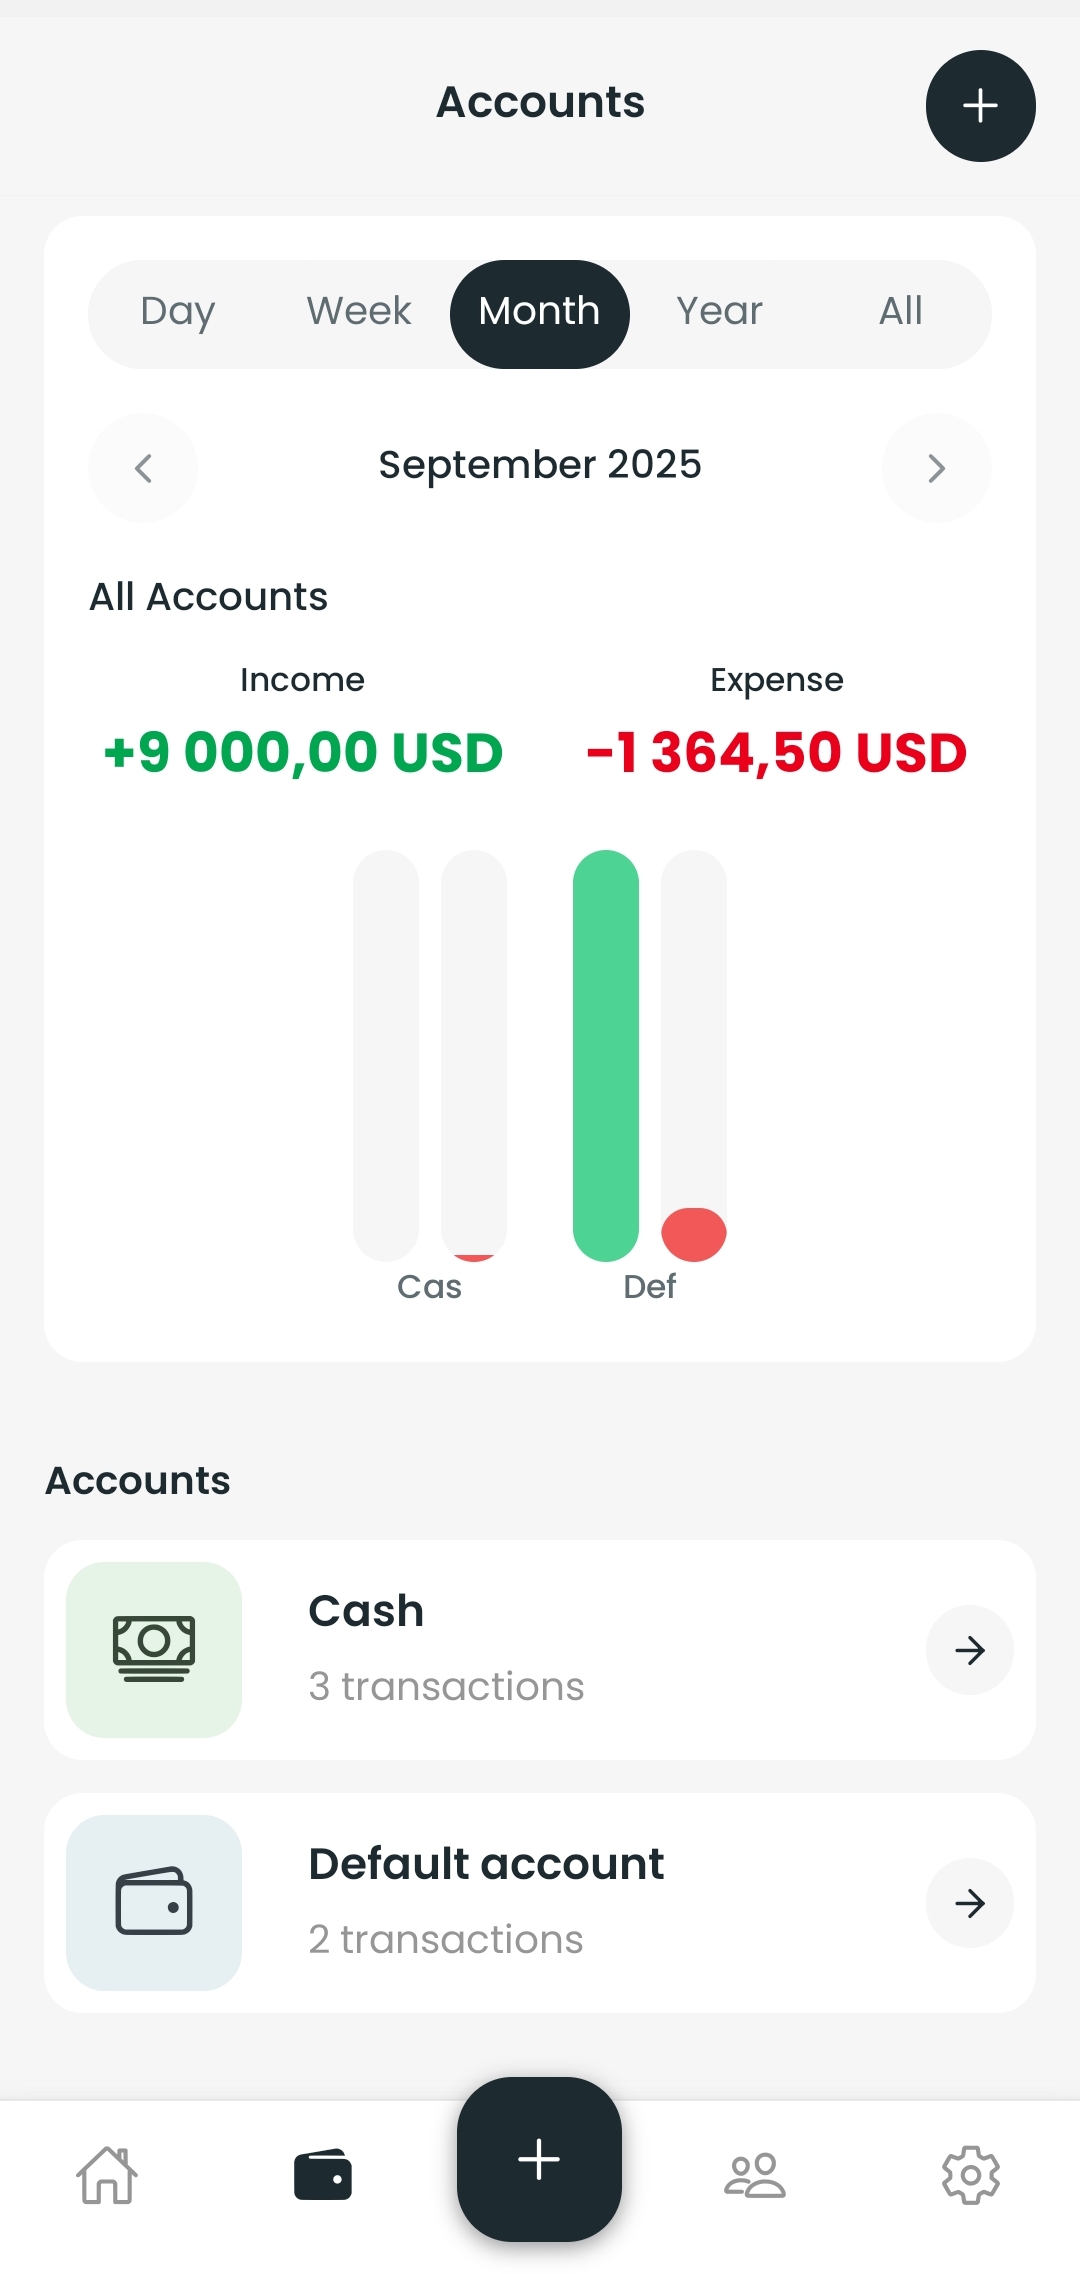 Accounts
Day Week Month Year All
September 2025
All Accounts
Income Expense
+9 000,00 USD -1 364,50 USD
Cas Def
Accounts
Cash
3 transactions
Default account
2 transactions